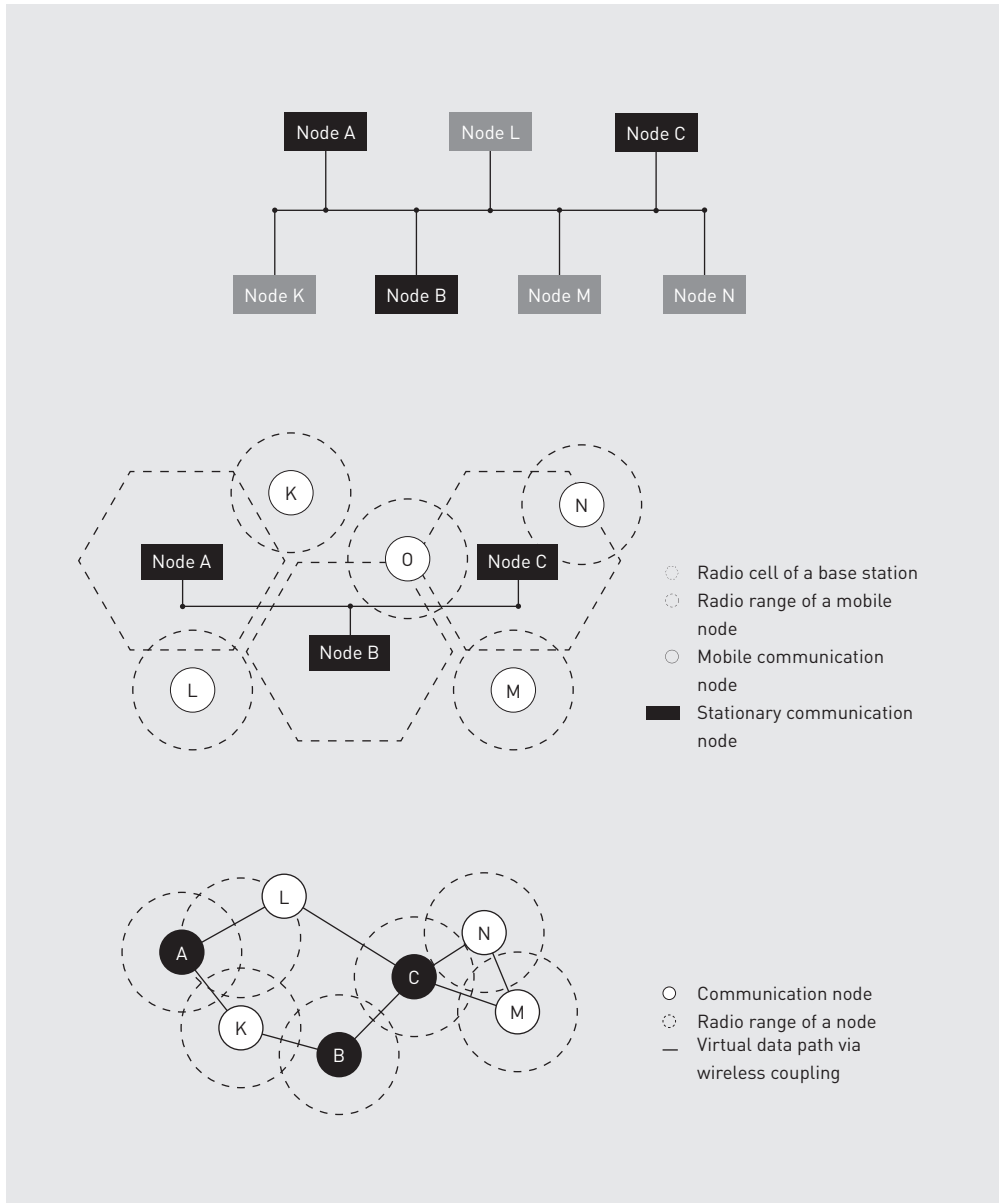 Node A
Node L
Node C
Node K
Node B
Node M
Node N
K
N
O
Node A
Node C
Node B
L
M
Radio cell of a base station
Radio range of a mobile
node
Mobile communication
node
Stationary communication
node
L
N
A
C
M
K
B
Communication node
Radio range of a node
Virtual data path via
wireless coupling